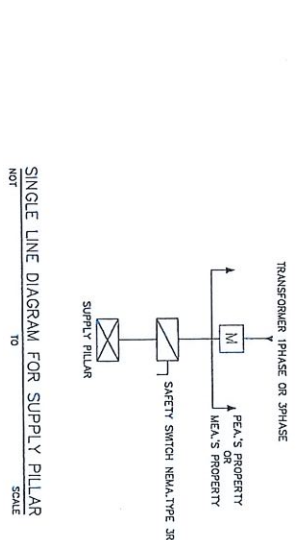 TRANSFORMER 1PHASE OR 3PHASE
M
PEA.'S PROPERTY
OR
MEA.'S PROPERTY
SAFETY SWITCH NEMA.TYPE 3R
SUPPLY PILLAR
SINGLE LINE DIAGRAM FOR SUPPLY PILLAR
NOT TO SCALE